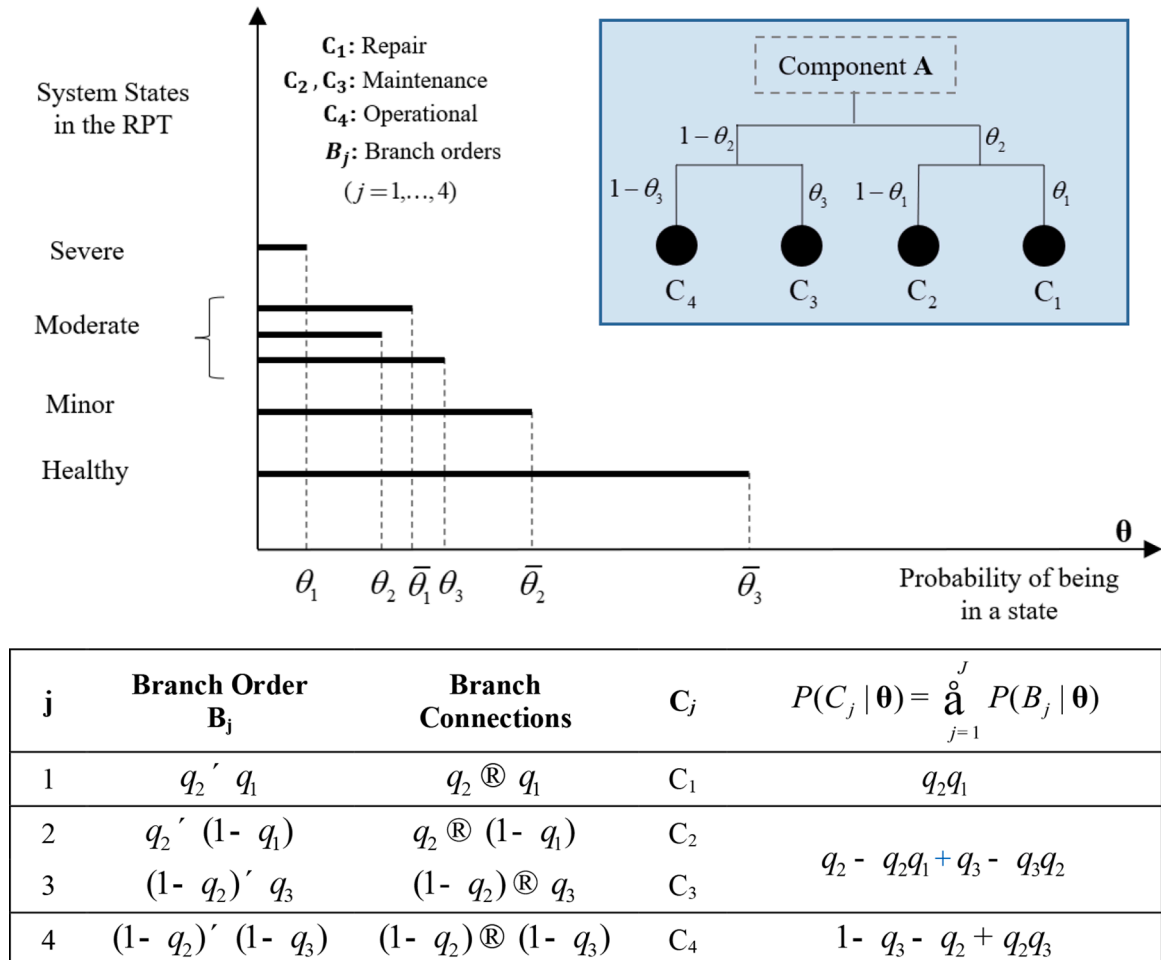 System States
in the RPT
C₁: Repair
C₂ , C₃: Maintenance
C₄: Operational
Bⱼ: Branch orders
(j = 1,…, 4)
Component A
1 − θ₂
θ₂
1 − θ₃
θ₃
1 − θ₁
θ₁
C₄
C₃
C₂
C₁
Severe
Moderate
Minor
Healthy
θ
θ₁
θ₂
θ̅₁
θ₃
θ̅₂
θ̅₃
Probability of being
in a state
j
Branch Order
Bⱼ
Branch
Connections
Cⱼ
P(Cⱼ | θ) = å_{j=1}^{J} P(Bⱼ | θ)
1 q₂ ´ q₁ q₂ ® q₁ C₁ q₂q₁
2 q₂ ´ (1- q₁) q₂ ® (1- q₁) C₂
q₂ - q₂q₁ + q₃ - q₃q₂
3 (1- q₂)´ q₃ (1- q₂) ® q₃ C₃
4 (1- q₂)´ (1- q₃) (1- q₂) ® (1- q₃) C₄ 1- q₃ - q₂ + q₂q₃